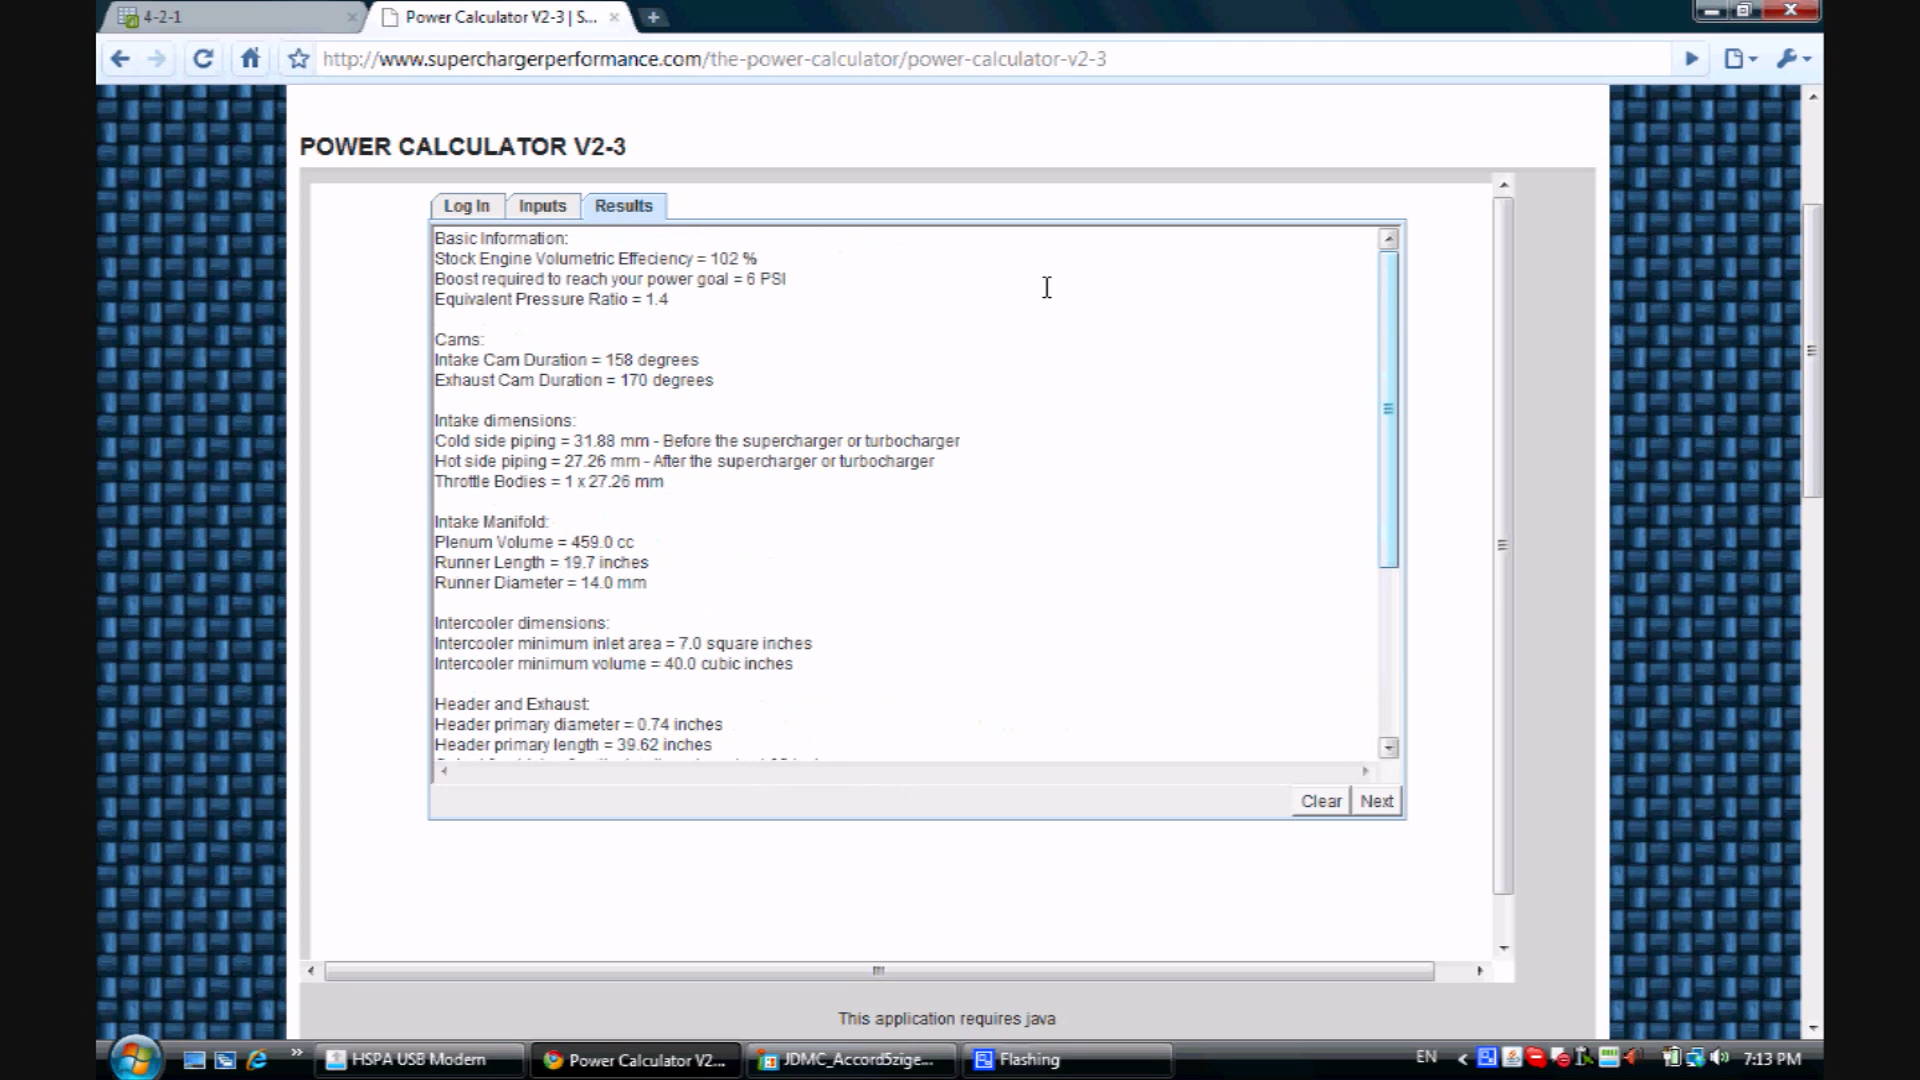 4-2-1
Power Calculator V2-3 | S...
http://www.superchargerperformance.com/the-power-calculator/power-calculator-v2-3
POWER CALCULATOR V2-3
Log In
Inputs
Results
Basic Information:
Stock Engine Volumetric Effeciency = 102 %
Boost required to reach your power goal = 6 PSI
Equivalent Pressure Ratio = 1.4
Cams:
Intake Cam Duration = 158 degrees
Exhaust Cam Duration = 170 degrees
Intake dimensions:
Cold side piping = 31.88 mm - Before the supercharger or turbocharger
Hot side piping = 27.26 mm - After the supercharger or turbocharger
Throttle Bodies = 1 x 27.26 mm
Intake Manifold:
Plenum Volume = 459.0 cc
Runner Length = 19.7 inches
Runner Diameter = 14.0 mm
Intercooler dimensions:
Intercooler minimum inlet area = 7.0 square inches
Intercooler minimum volume = 40.0 cubic inches
Header and Exhaust:
Header primary diameter = 0.74 inches
Header primary length = 39.62 inches
Clear
Next
This application requires java
HSPA USB Modem
Power Calculator V2...
JDMC_Accord5zige...
Flashing
EN
7:13 PM